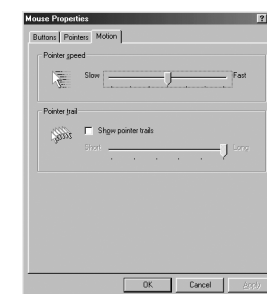 Mouse Properties ?
Buttons Pointers Motion
Pointer speed
Slow Fast
Pointer trail
Show pointer trails
Short Long
OK Cancel Apply